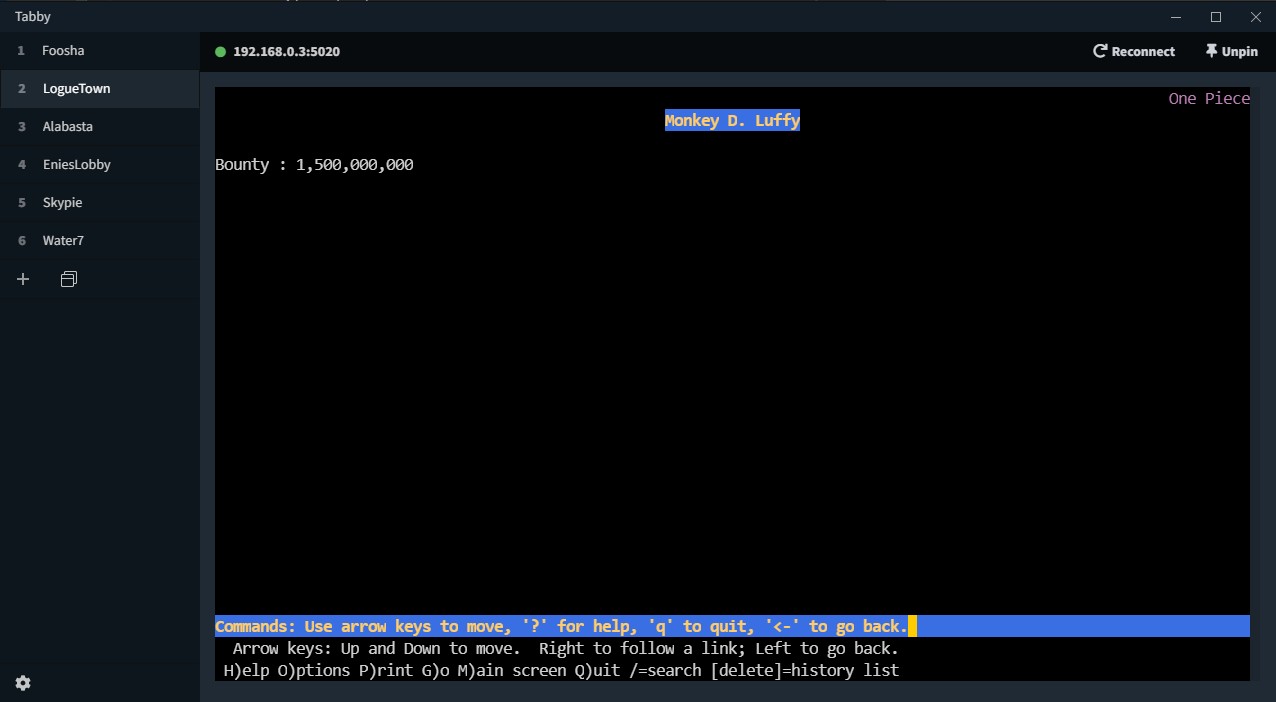 Tabby
1 Foosha
2 LogueTown
3 Alabasta
4 EniesLobby
5 Skypie
6 Water7
192.168.0.3:5020
Reconnect
Unpin
One Piece
Monkey D. Luffy
Bounty : 1,500,000,000
Commands: Use arrow keys to move, '?' for help, 'q' to quit, '<-' to go back.
Arrow keys: Up and Down to move.  Right to follow a link; Left to go back.
H)elp O)ptions P)rint G)o M)ain screen Q)uit /=search [delete]=history list